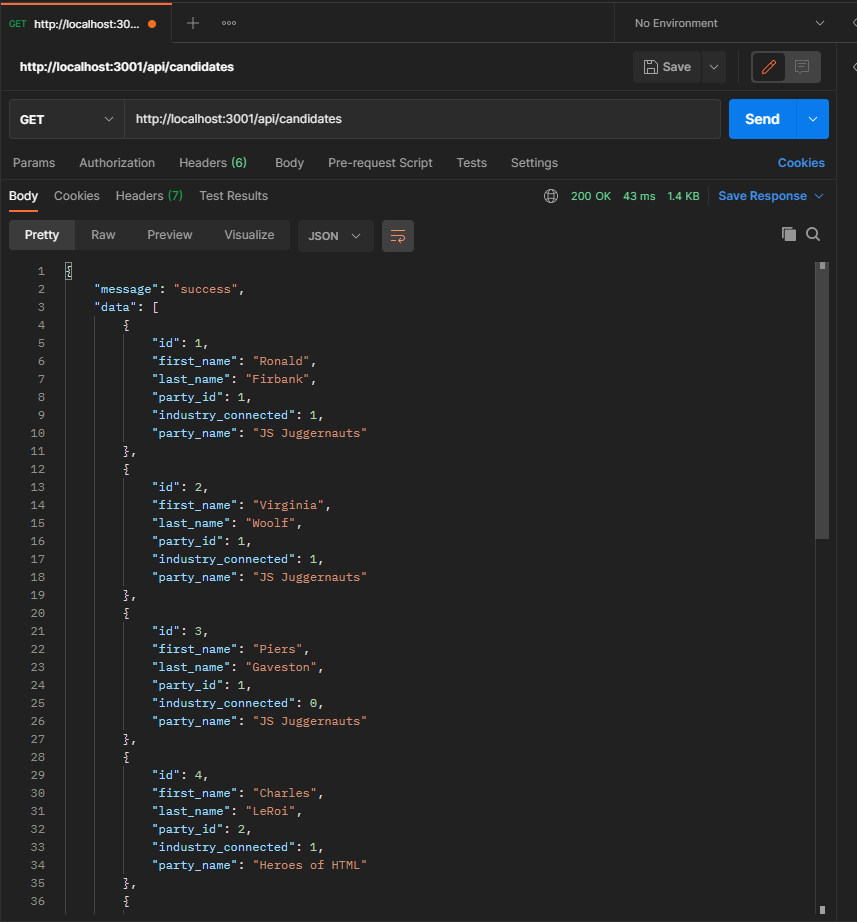 GET http://localhost:30...
No Environment
http://localhost:3001/api/candidates
Save
GET
http://localhost:3001/api/candidates
Send
Params Authorization Headers (6) Body Pre-request Script Tests Settings Cookies
Body Cookies Headers (7) Test Results 200 OK 43 ms 1.4 KB Save Response
Pretty Raw Preview Visualize JSON
1 {
2 "message": "success",
3 "data": [
4 {
5 "id": 1,
6 "first_name": "Ronald",
7 "last_name": "Firbank",
8 "party_id": 1,
9 "industry_connected": 1,
10 "party_name": "JS Juggernauts"
11 },
12 {
13 "id": 2,
14 "first_name": "Virginia",
15 "last_name": "Woolf",
16 "party_id": 1,
17 "industry_connected": 1,
18 "party_name": "JS Juggernauts"
19 },
20 {
21 "id": 3,
22 "first_name": "Piers",
23 "last_name": "Gaveston",
24 "party_id": 1,
25 "industry_connected": 0,
26 "party_name": "JS Juggernauts"
27 },
28 {
29 "id": 4,
30 "first_name": "Charles",
31 "last_name": "LeRoi",
32 "party_id": 2,
33 "industry_connected": 1,
34 "party_name": "Heroes of HTML"
35 },
36 {